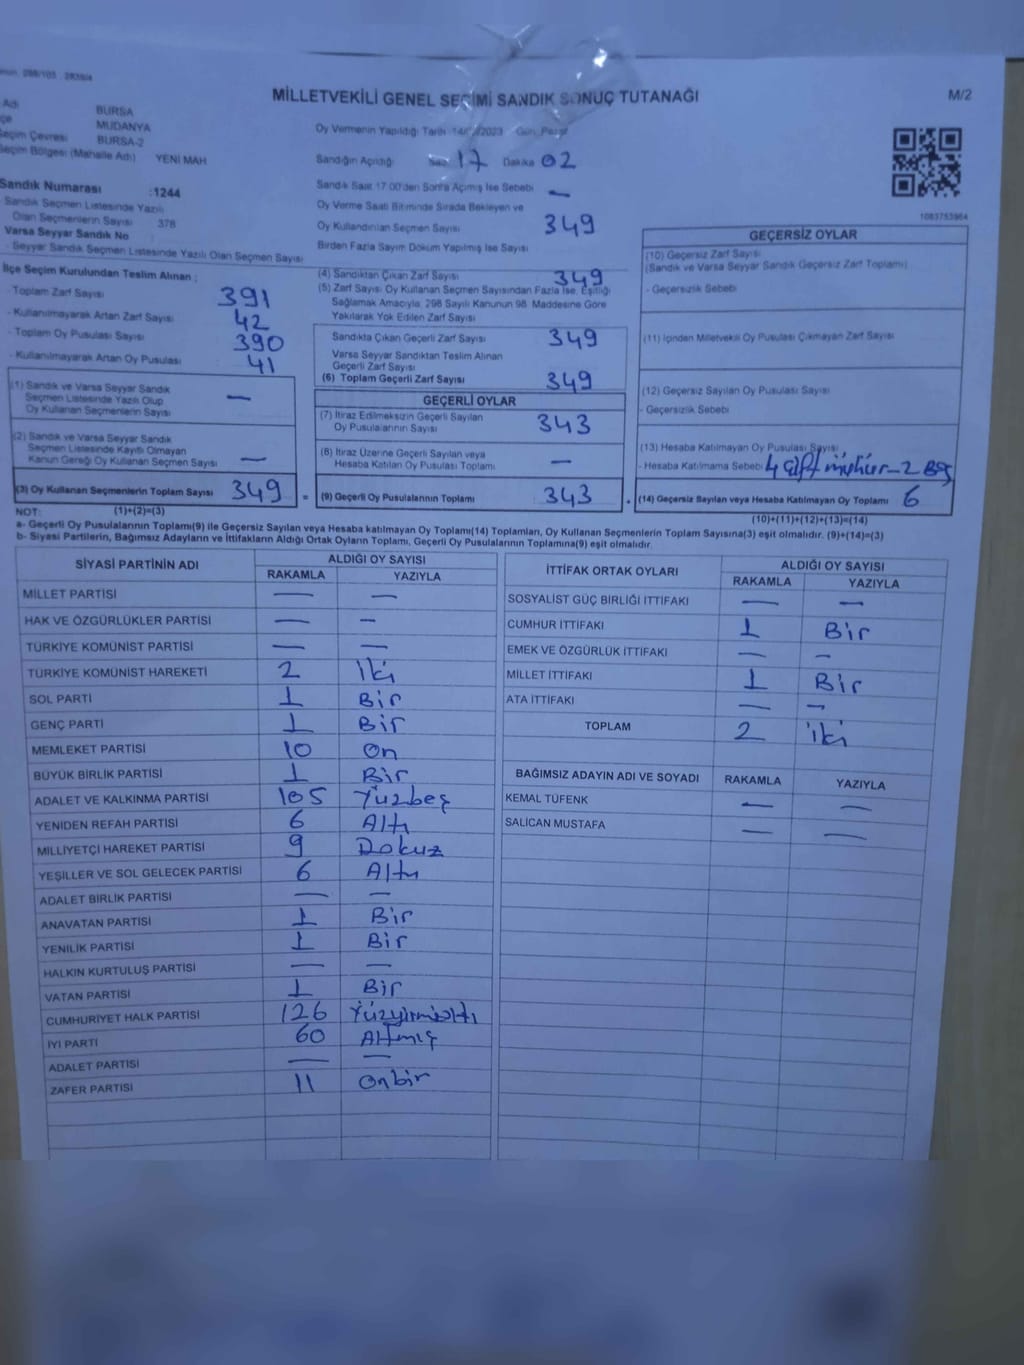 MİLLETVEKİLİ GENEL SEÇİMİ SANDIK SONUÇ TUTANAĞI
M/2
Adı BURSA
MUDANYA
Seçim Çevresi BURSA-2
Seçim Bölgesi (Mahalle Adı) YENİ MAH
Sandık Numarası :1244
Sandık Seçmen Listesinde Yazılı
Olan Seçmenlerin Sayısı 378
Varsa Seyyar Sandık No
- Seyyar Sandık Seçmen Listesinde Yazılı Olan Seçmen Sayısı
İlçe Seçim Kurulundan Teslim Alınan ;
- Toplam Zarf Sayısı 391
- Kullanılmayarak Artan Zarf Sayısı 42
- Toplam Oy Pusulası Sayısı 390
- Kullanılmayarak Artan Oy Pusulası 41
(1) Sandık ve Varsa Seyyar Sandık
Seçmen Listesinde Yazılı Olup
Oy Kullanan Seçmenlerin Sayısı —
(2) Sandık ve Varsa Seyyar Sandık
Seçmen Listesinde Kayıtlı Olmayan
Kanun Gereği Oy Kullanan Seçmen Sayısı —
(3) Oy Kullanan Seçmenlerin Toplam Sayısı 349 =
Oy Vermenin Yapıldığı Tarih 2023 Gün
Sandığın Açıldığı Saat 17 Dakika 02
Sandık Saat 17.00'den Sonra Açılmış İse Sebebi —
Oy Verme Saati Bitiminde Sırada Bekleyen ve
Oy Kullandırılan Seçmen Sayısı 349
Birden Fazla Sayım Döküm Yapılmış İse Sayısı
(4) Sandıktan Çıkan Zarf Sayısı 349
(5) Zarf Sayısı Oy Kullanan Seçmen Sayısından Fazla İse, Eşitliği
Sağlamak Amacıyla, 298 Sayılı Kanunun 98. Maddesine Göre
Yakılarak Yok Edilen Zarf Sayısı
Sandıkta Çıkan Geçerli Zarf Sayısı 349
Varsa Seyyar Sandıktan Teslim Alınan
Geçerli Zarf Sayısı
(6) Toplam Geçerli Zarf Sayısı 349
GEÇERLİ OYLAR
(7) İtiraz Edilmeksizin Geçerli Sayılan
Oy Pusulalarının Sayısı 343
(8) İtiraz Üzerine Geçerli Sayılan veya
Hesaba Katılan Oy Pusulası Toplamı —
(9) Geçerli Oy Pusulalarının Toplamı 343
1083753964
GEÇERSİZ OYLAR
(10) Geçersiz Zarf Sayısı
(Sandık ve Varsa Seyyar Sandık Geçersiz Zarf Toplamı)
- Geçersizlik Sebebi
(11) İçinden Milletvekili Oy Pusulası Çıkmayan Zarf Sayısı
(12) Geçersiz Sayılan Oy Pusulası Sayısı
- Geçersizlik Sebebi
(13) Hesaba Katılmayan Oy Pusulası Sayısı
- Hesaba Katılmama Sebebi 4 çift mühür-2 Boş
(14) Geçersiz Sayılan veya Hesaba Katılmayan Oy Toplamı 6
NOT: (1)+(2)=(3)
(10)+(11)+(12)+(13)=(14)
a- Geçerli Oy Pusulalarının Toplamı(9) ile Geçersiz Sayılan veya Hesaba katılmayan Oy Toplamı(14) Toplamları, Oy Kullanan Seçmenlerin Toplam Sayısına(3) eşit olmalıdır. (9)+(14)=(3)
b- Siyasi Partilerin, Bağımsız Adayların ve İttifakların Aldığı Ortak Oyların Toplamı, Geçerli Oy Pusulalarının Toplamına(9) eşit olmalıdır.
SİYASİ PARTİNİN ADI ALDIĞI OY SAYISI
RAKAMLA YAZIYLA
MİLLET PARTİSİ — —
HAK VE ÖZGÜRLÜKLER PARTİSİ — —
TÜRKİYE KOMÜNİST PARTİSİ — —
TÜRKİYE KOMÜNİST HAREKETİ 2 İki
SOL PARTİ 1 Bir
GENÇ PARTİ 1 Bir
MEMLEKET PARTİSİ 10 On
BÜYÜK BİRLİK PARTİSİ 1 Bir
ADALET VE KALKINMA PARTİSİ 105 Yüzbeş
YENİDEN REFAH PARTİSİ 6 Altı
MİLLİYETÇİ HAREKET PARTİSİ 9 Dokuz
YEŞİLLER VE SOL GELECEK PARTİSİ 6 Altı
ADALET BİRLİK PARTİSİ — —
ANAVATAN PARTİSİ 1 Bir
YENİLİK PARTİSİ 1 Bir
HALKIN KURTULUŞ PARTİSİ — —
VATAN PARTİSİ 1 Bir
CUMHURİYET HALK PARTİSİ 126 Yüzyirmialtı
İYİ PARTİ 60 Altmış
ADALET PARTİSİ — —
ZAFER PARTİSİ 11 Onbir
İTTİFAK ORTAK OYLARI ALDIĞI OY SAYISI
RAKAMLA YAZIYLA
SOSYALİST GÜÇ BİRLİĞİ İTTİFAKI — —
CUMHUR İTTİFAKI 1 Bir
EMEK VE ÖZGÜRLÜK İTTİFAKI — —
MİLLET İTTİFAKI 1 Bir
ATA İTTİFAKI — —
TOPLAM 2 İki
BAĞIMSIZ ADAYIN ADI VE SOYADI RAKAMLA YAZIYLA
KEMAL TÜFENK — —
SALİCAN MUSTAFA — —